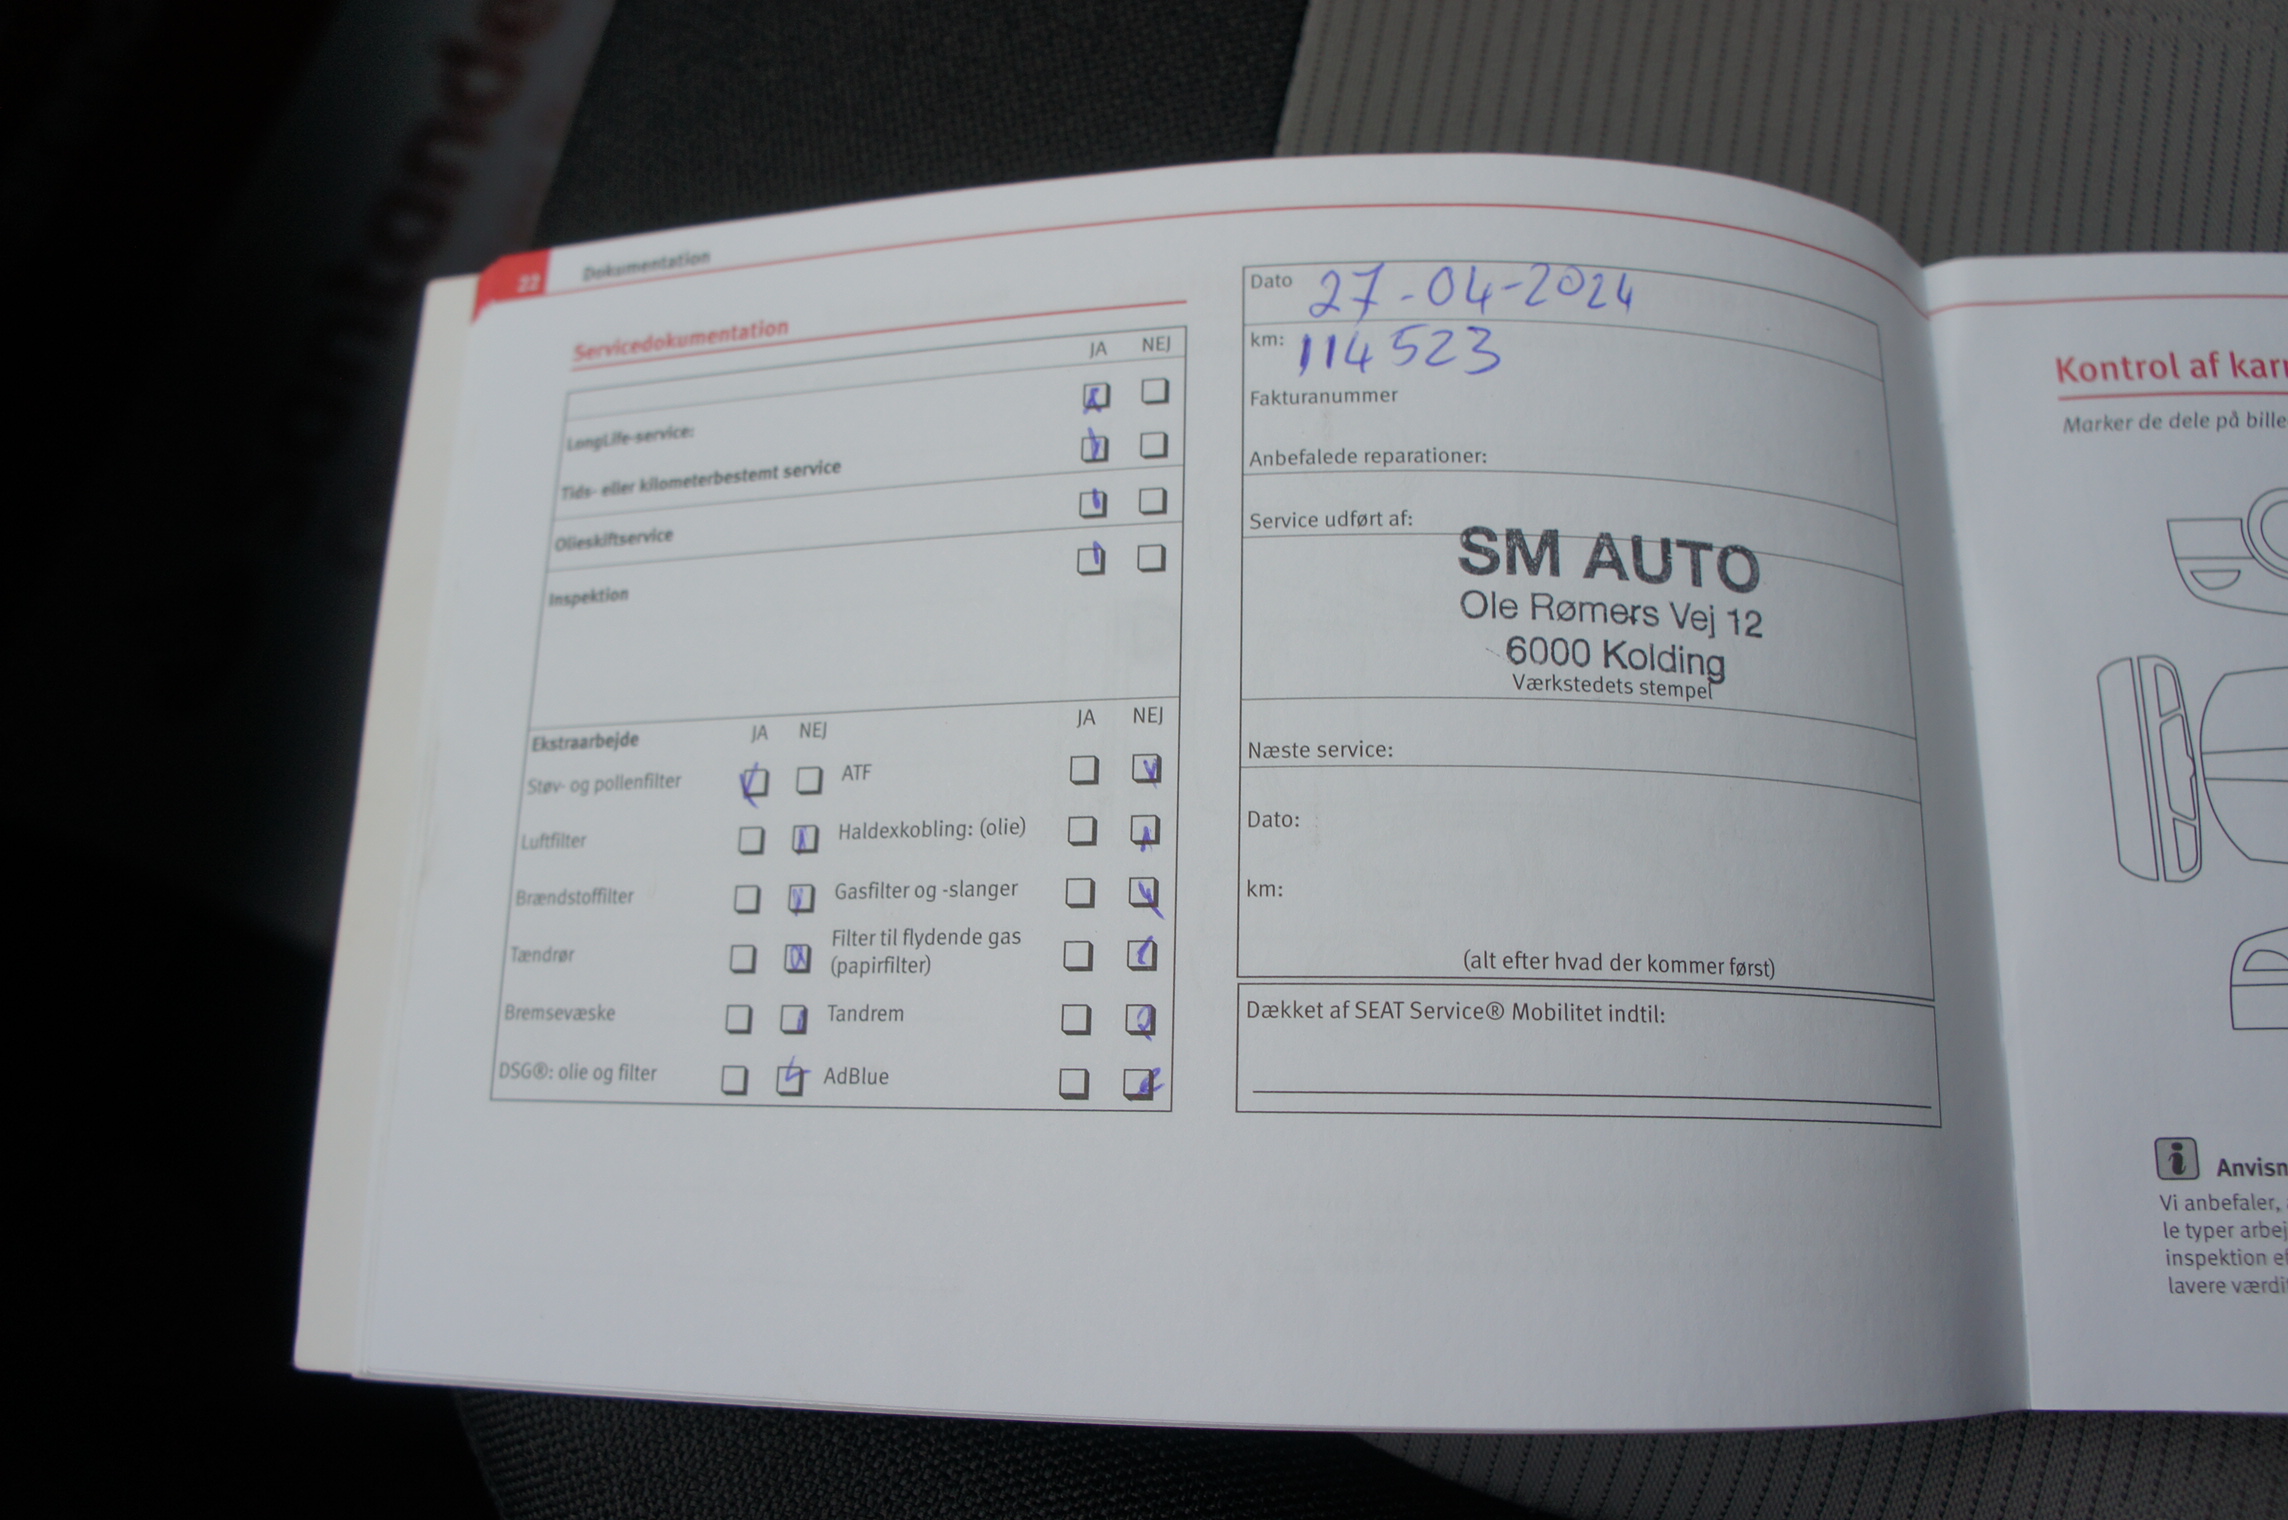 22 Dokumentation
Servicedokumentation
JA NEJ
LongLife-service:
Tids- eller kilometerbestemt service
Olieskiftservice
Inspektion
Ekstraarbejde JA NEJ JA NEJ
Støv- og pollenfilter ATF
Luftfilter Haldexkobling: (olie)
Brændstoffilter Gasfilter og -slanger
Tændrør Filter til flydende gas
(papirfilter)
Bremsevæske Tandrem
DSG®: olie og filter AdBlue
Dato 27-04-2024
km: 114523
Fakturanummer
Anbefalede reparationer:
Service udført af:
SM AUTO
Ole Rømers Vej 12
6000 Kolding
Værkstedets stempel
Næste service:
Dato:
km:
(alt efter hvad der kommer først)
Dækket af SEAT Service® Mobilitet indtil:
Kontrol af karr
Marker de dele på bille
i Anvisn
Vi anbefaler,
le typer arbej
inspektion ef
lavere værdi